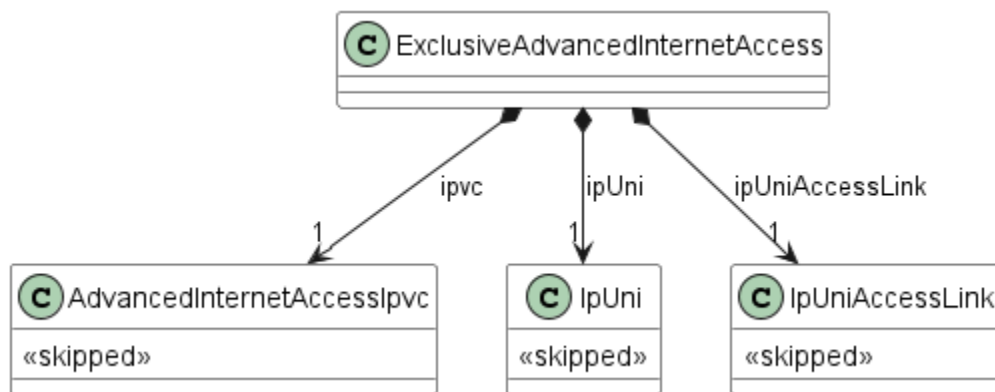 C ExclusiveAdvancedInternetAccess
ipvc
ipUni
ipUniAccessLink
1
1
1
C AdvancedInternetAccessIpvc
C IpUni
C IpUniAccessLink
«skipped»
«skipped»
«skipped»